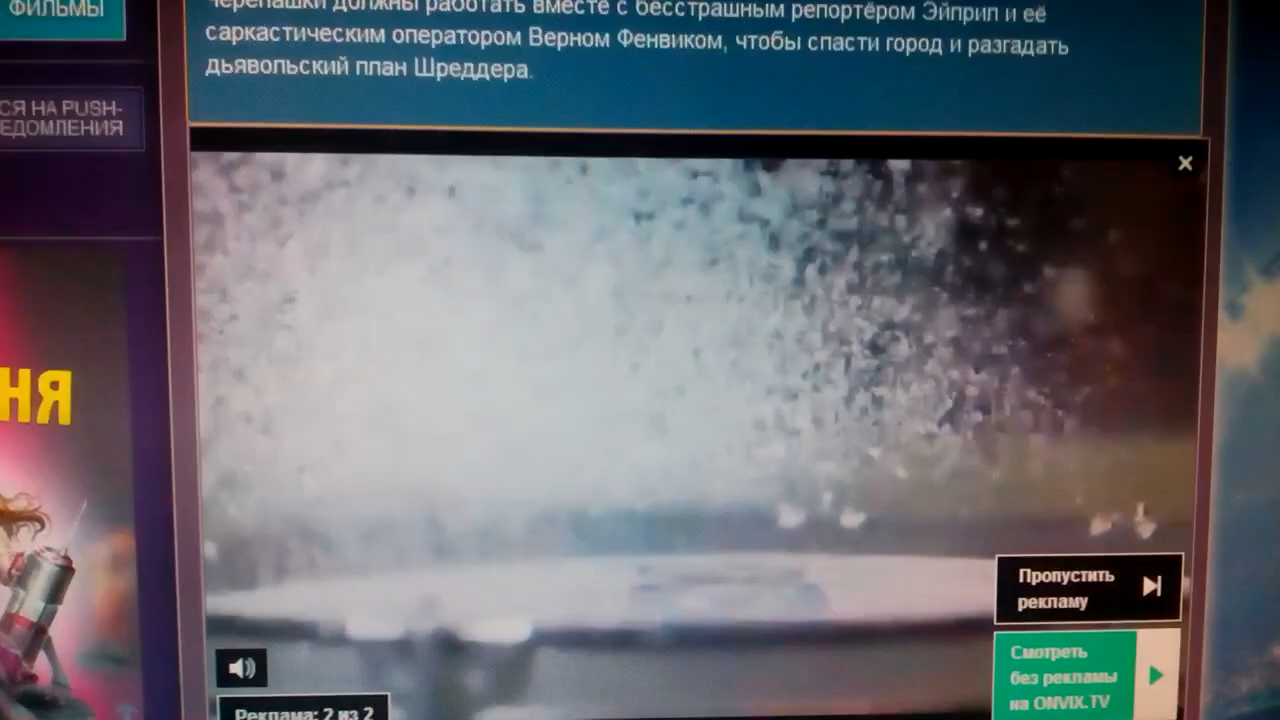 ФИЛЬМЫ
черепашки должны работать вместе с бесстрашным репортёром Эйприл и её
саркастическим оператором Верном Фенвиком, чтобы спасти город и разгадать
дьявольский план Шреддера.
СЯ НА PUSH-
ЕДОМЛЕНИЯ
НЯ
Пропустить
рекламу
Смотреть
без рекламы
на ONVIX.TV
Реклама: 2 из 2